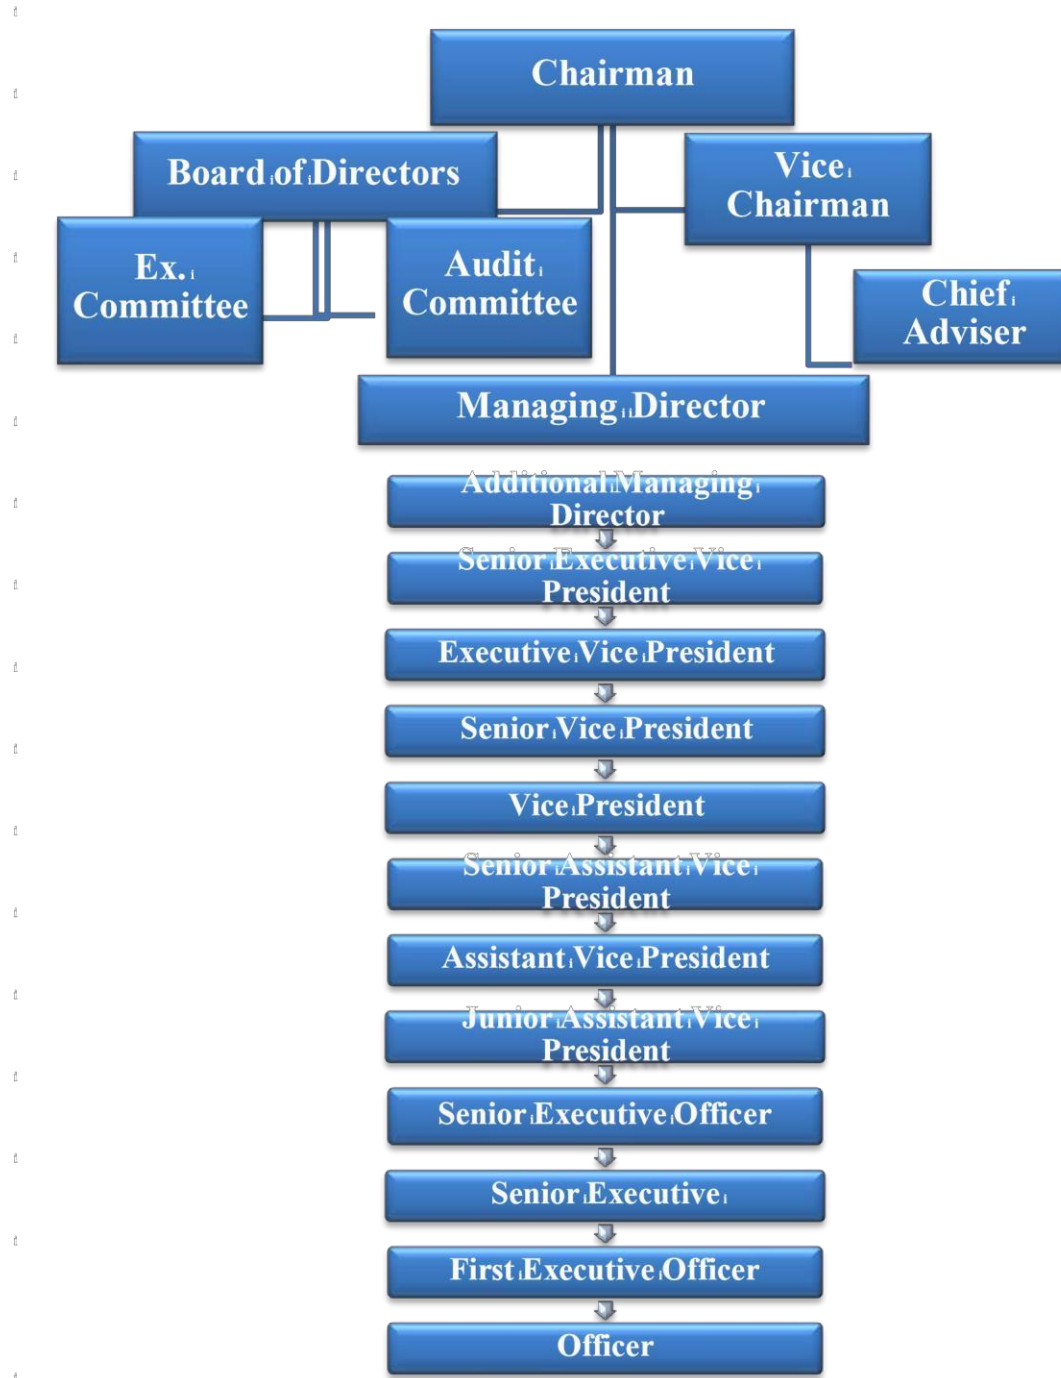 Chairman
Board of Directors
Vice
Chairman
Ex.
Committee
Audit
Committee
Chief
Adviser
Managing Director
Additional Managing
Director
Senior Executive Vice
President
Executive Vice President
Senior Vice President
Vice President
Senior Assistant Vice
President
Assistant Vice President
Junior Assistant Vice
President
Senior Executive Officer
Senior Executive
First Executive Officer
Officer